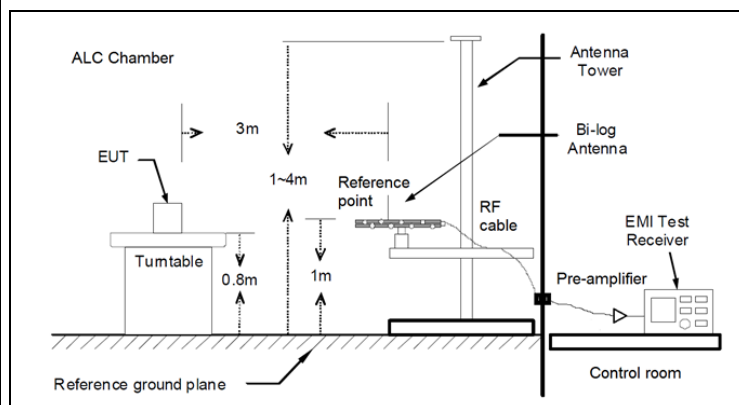 ALC Chamber
Antenna
Tower
3m
Bi-log
Antenna
EUT
1~4m
Reference
point
RF
cable
EMI Test
Receiver
Turntable
0.8m
1m
Pre-amplifier
Reference ground plane
Control room